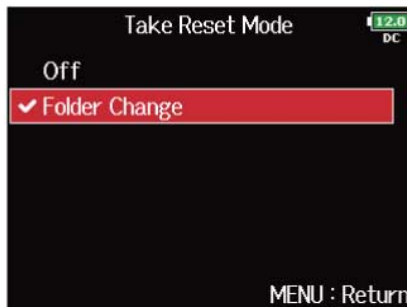 Take Reset Mode
12.0
DC
Off
Folder Change
MENU : Return